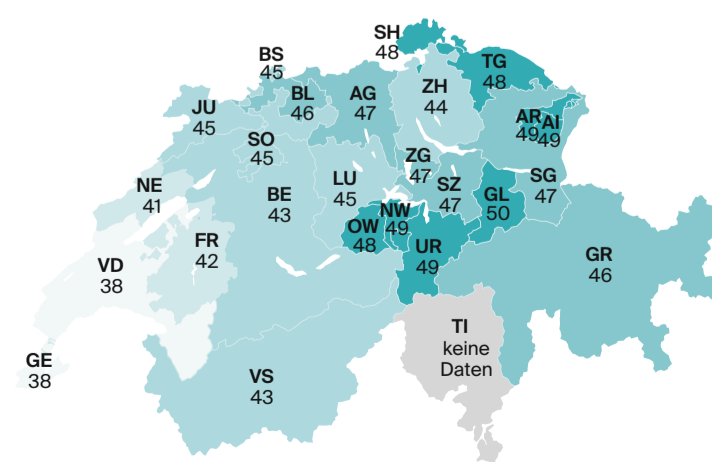 SH
48
BS
45
TG
48
ZH
44
BL
46
AG
47
JU
45
AR
49
AI
49
SO
45
ZG
47
NE
41
LU
45
SZ
47
SG
47
BE
43
GL
50
NW
49
OW
48
FR
42
UR
49
GR
46
VD
38
TI
keine
Daten
GE
38
VS
43